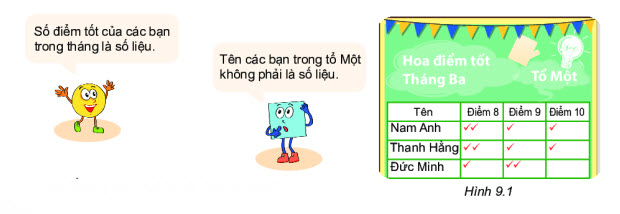 Số điểm tốt của các bạn
trong tháng là số liệu.
Tên các bạn trong tổ Một
không phải là số liệu.
Hoa điểm tốt
Tháng Ba
Tổ Một
Tên Điểm 8 Điểm 9 Điểm 10
Nam Anh ✓✓ ✓ ✓
Thanh Hằng ✓✓ ✓ ✓
Đức Minh ✓ ✓✓
Hình 9.1